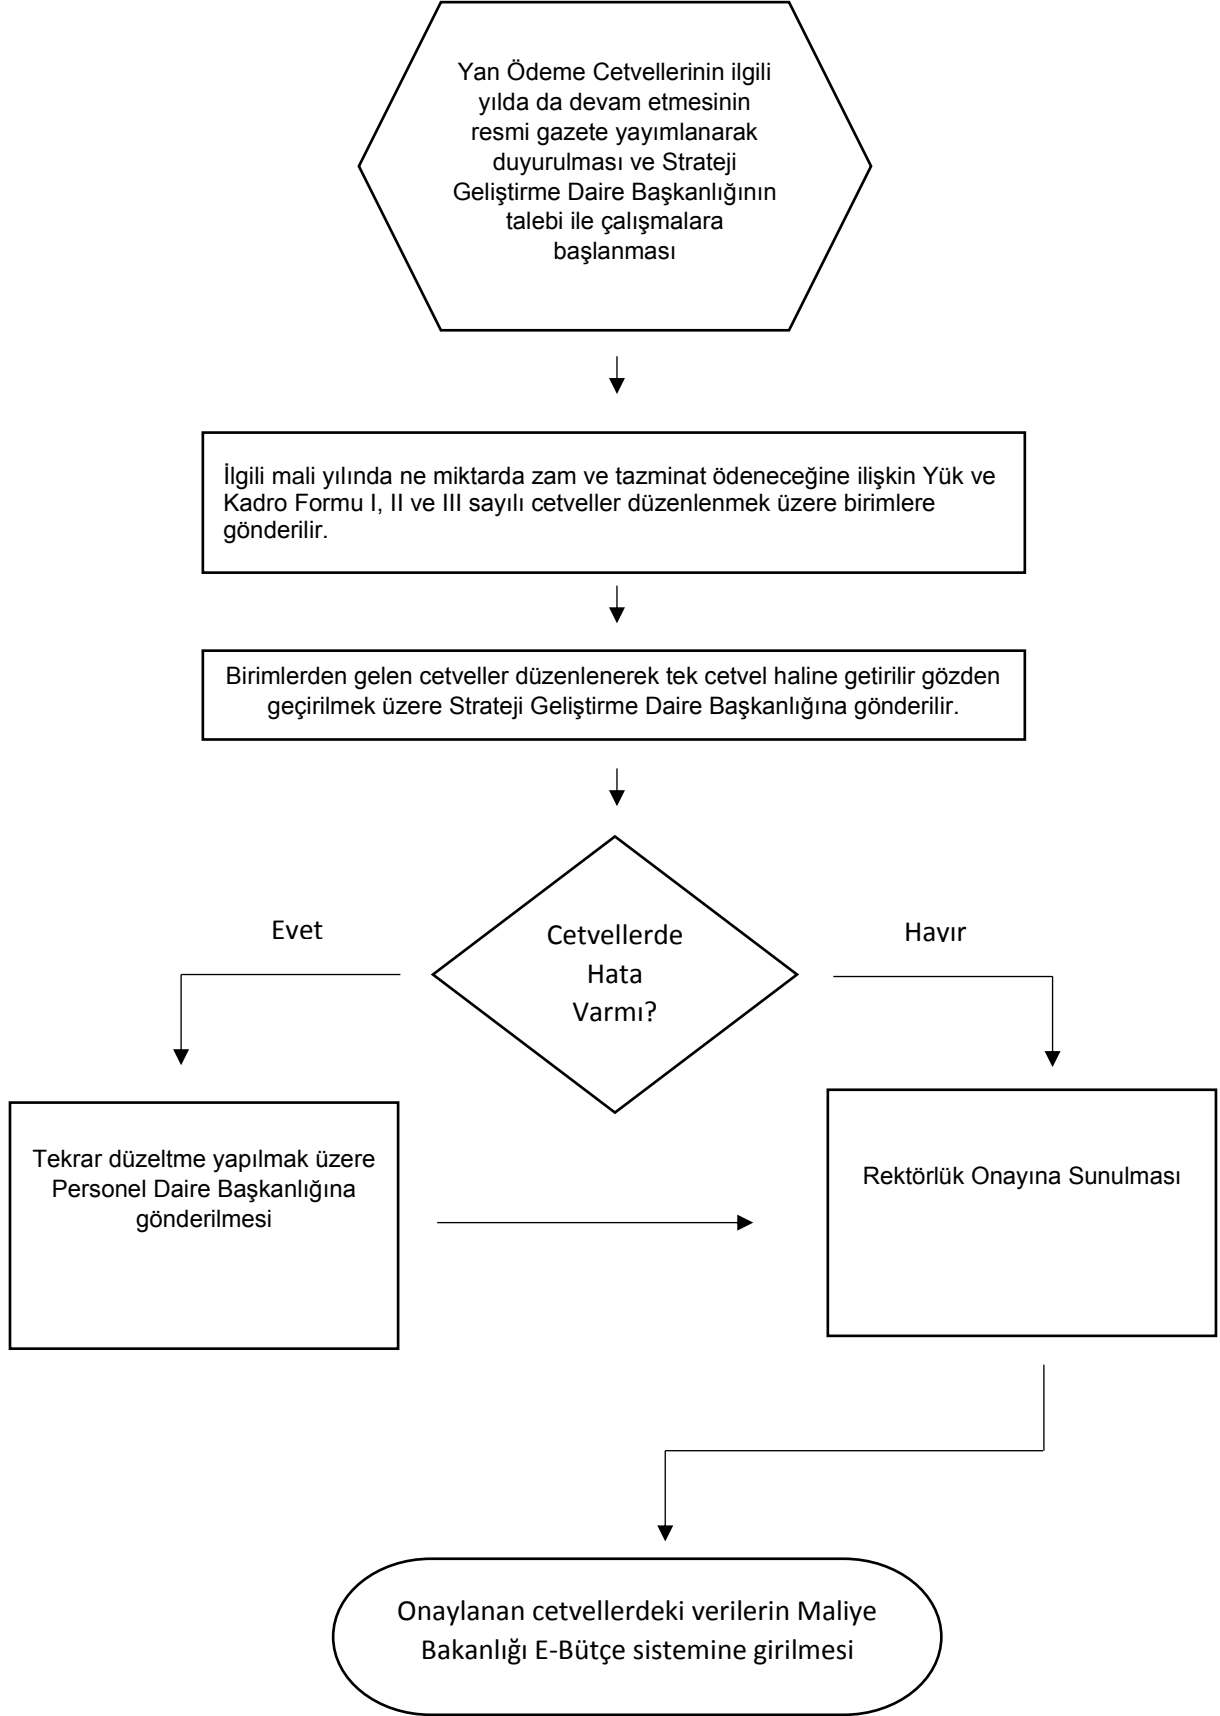 Yan Ödeme Cetvellerinin ilgili
yılda da devam etmesinin
resmi gazete yayımlanarak
duyurulması ve Strateji
Geliştirme Daire Başkanlığının
talebi ile çalışmalara
başlanması
İlgili mali yılında ne miktarda zam ve tazminat ödeneceğine ilişkin Yük ve
Kadro Formu I, II ve III sayılı cetveller düzenlenmek üzere birimlere
gönderilir.
Birimlerden gelen cetveller düzenlenerek tek cetvel haline getirilir gözden
geçirilmek üzere Strateji Geliştirme Daire Başkanlığına gönderilir.
Evet
Cetvellerde
Hata
Varmı?
Hayır
Tekrar düzeltme yapılmak üzere
Personel Daire Başkanlığına
gönderilmesi
Rektörlük Onayına Sunulması
Onaylanan cetvellerdeki verilerin Maliye
Bakanlığı E-Bütçe sistemine girilmesi